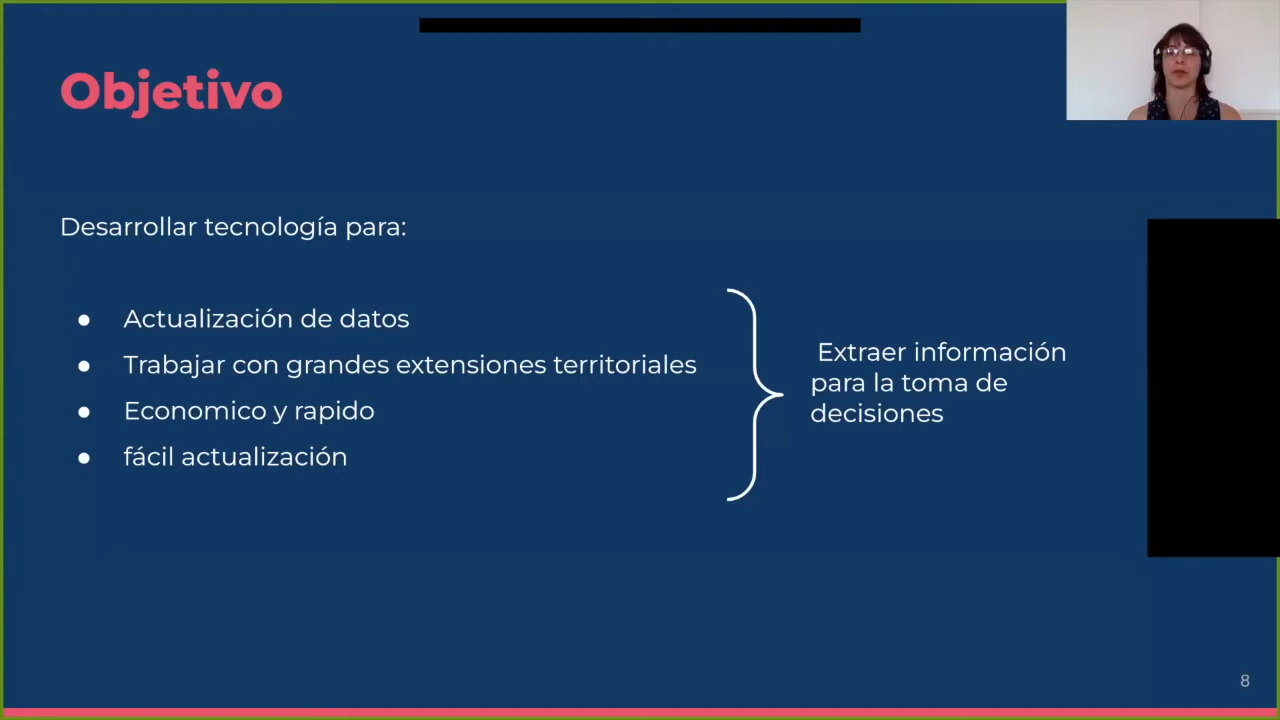 Objetivo
Desarrollar tecnología para:
● Actualización de datos
● Trabajar con grandes extensiones territoriales
● Economico y rapido
● fácil actualización
Extraer información
para la toma de
decisiones
8